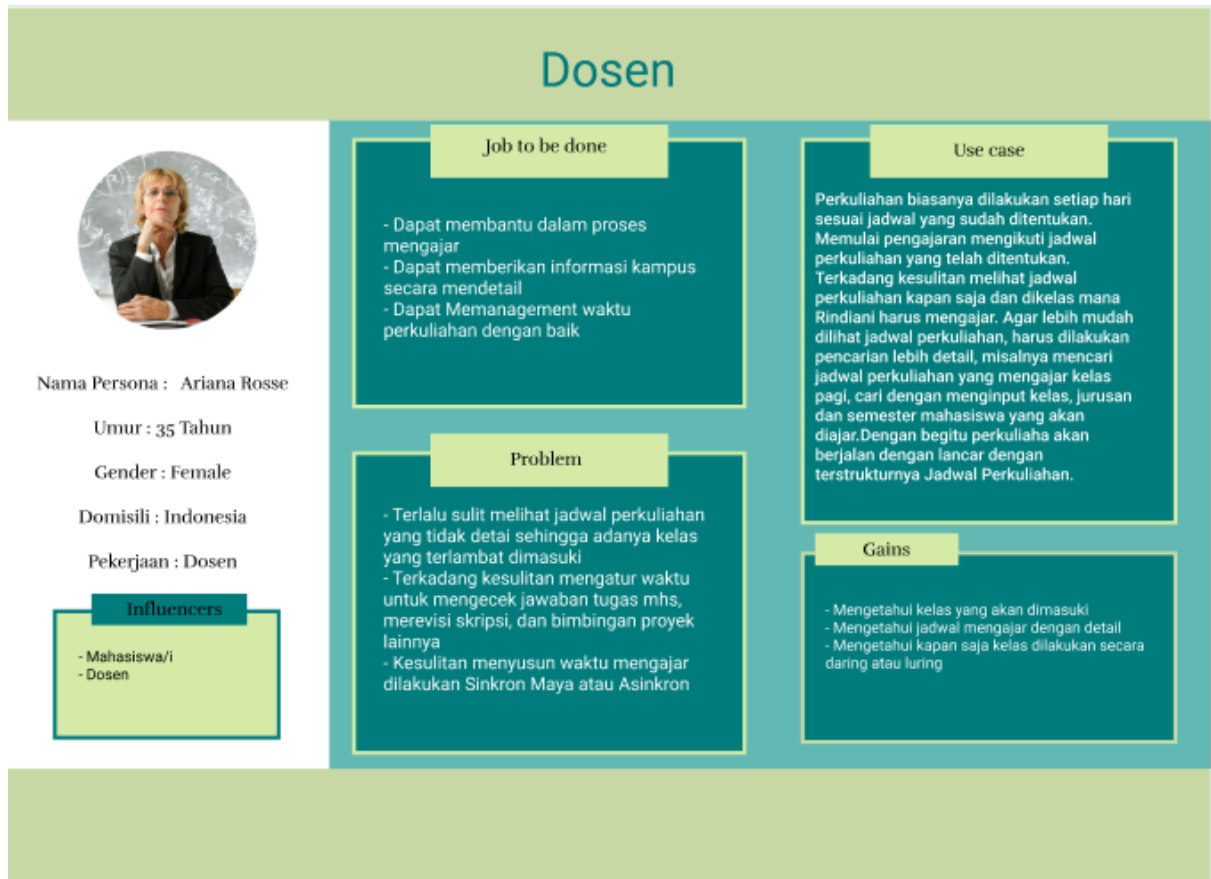 Dosen
Nama Persona : Ariana Rosse
Umur : 35 Tahun
Gender : Female
Domisili : Indonesia
Pekerjaan : Dosen
Influencers
- Mahasiswa/i
- Dosen
Job to be done
- Dapat membantu dalam proses
mengajar
- Dapat memberikan informasi kampus
secara mendetail
- Dapat Memanagement waktu
perkuliahan dengan baik
Problem
- Terlalu sulit melihat jadwal perkuliahan
yang tidak detai sehingga adanya kelas
yang terlambat dimasuki
- Terkadang kesulitan mengatur waktu
untuk mengecek jawaban tugas mhs,
merevisi skripsi, dan bimbingan proyek
lainnya
- Kesulitan menyusun waktu mengajar
dilakukan Sinkron Maya atau Asinkron
Use case
Perkuliahan biasanya dilakukan setiap hari
sesuai jadwal yang sudah ditentukan.
Memulai pengajaran mengikuti jadwal
perkuliahan yang telah ditentukan.
Terkadang kesulitan melihat jadwal
perkuliahan kapan saja dan dikelas mana
Rindiani harus mengajar. Agar lebih mudah
dilihat jadwal perkuliahan, harus dilakukan
pencarian lebih detail, misalnya mencari
jadwal perkuliahan yang mengajar kelas
pagi, cari dengan menginput kelas, jurusan
dan semester mahasiswa yang akan
diajar.Dengan begitu perkuliaha akan
berjalan dengan lancar dengan
terstrukturnya Jadwal Perkuliahan.
Gains
- Mengetahui kelas yang akan dimasuki
- Mengetahui jadwal mengajar dengan detail
- Mengetahui kapan saja kelas dilakukan secara
daring atau luring